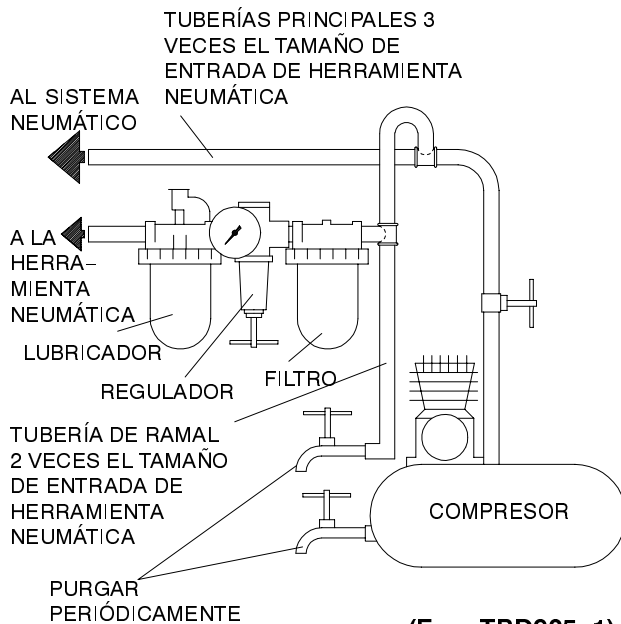 TUBERÍAS PRINCIPALES 3
VECES EL TAMAÑO DE
ENTRADA DE HERRAMIENTA
NEUMÁTICA
AL SISTEMA
NEUMÁTICO
A LA
HERRA–
MIENTA
NEUMÁTICA
LUBRICADOR
REGULADOR
FILTRO
TUBERÍA DE RAMAL
2 VECES EL TAMAÑO
DE ENTRADA DE
HERRAMIENTA
NEUMÁTICA
COMPRESOR
PURGAR
PERIÓDICAMENTE